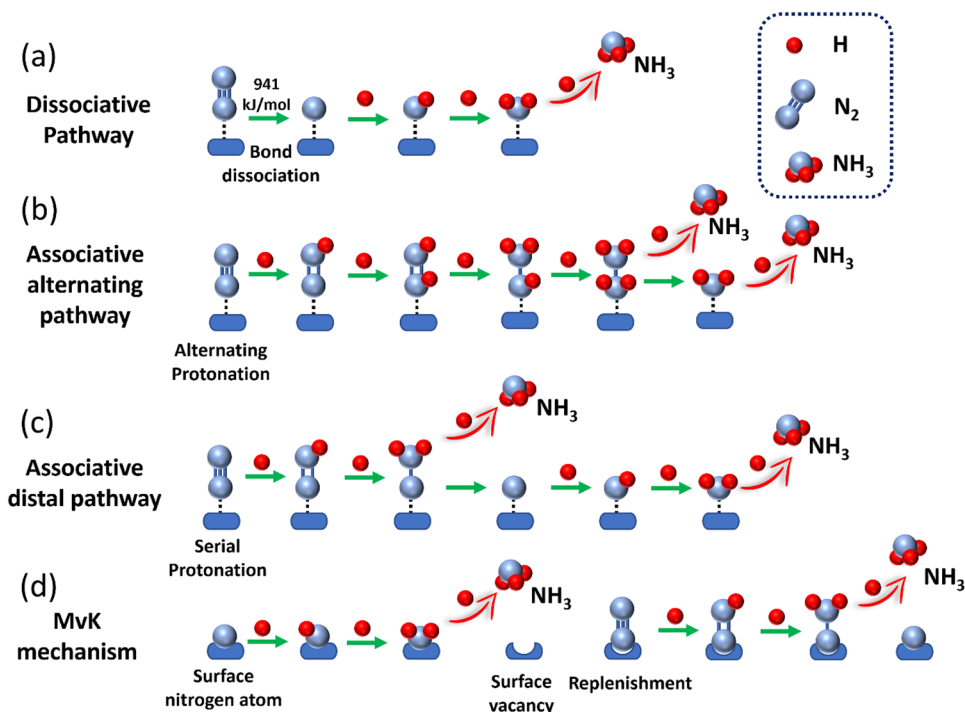 (a)
Dissociative
Pathway
941
kJ/mol
Bond
dissociation
NH3
H
N2
NH3
(b)
Associative
alternating
pathway
Alternating
Protonation
NH3
NH3
(c)
Associative
distal pathway
Serial
Protonation
NH3
NH3
(d)
MvK
mechanism
Surface
nitrogen atom
NH3
Surface
vacancy
Replenishment
NH3